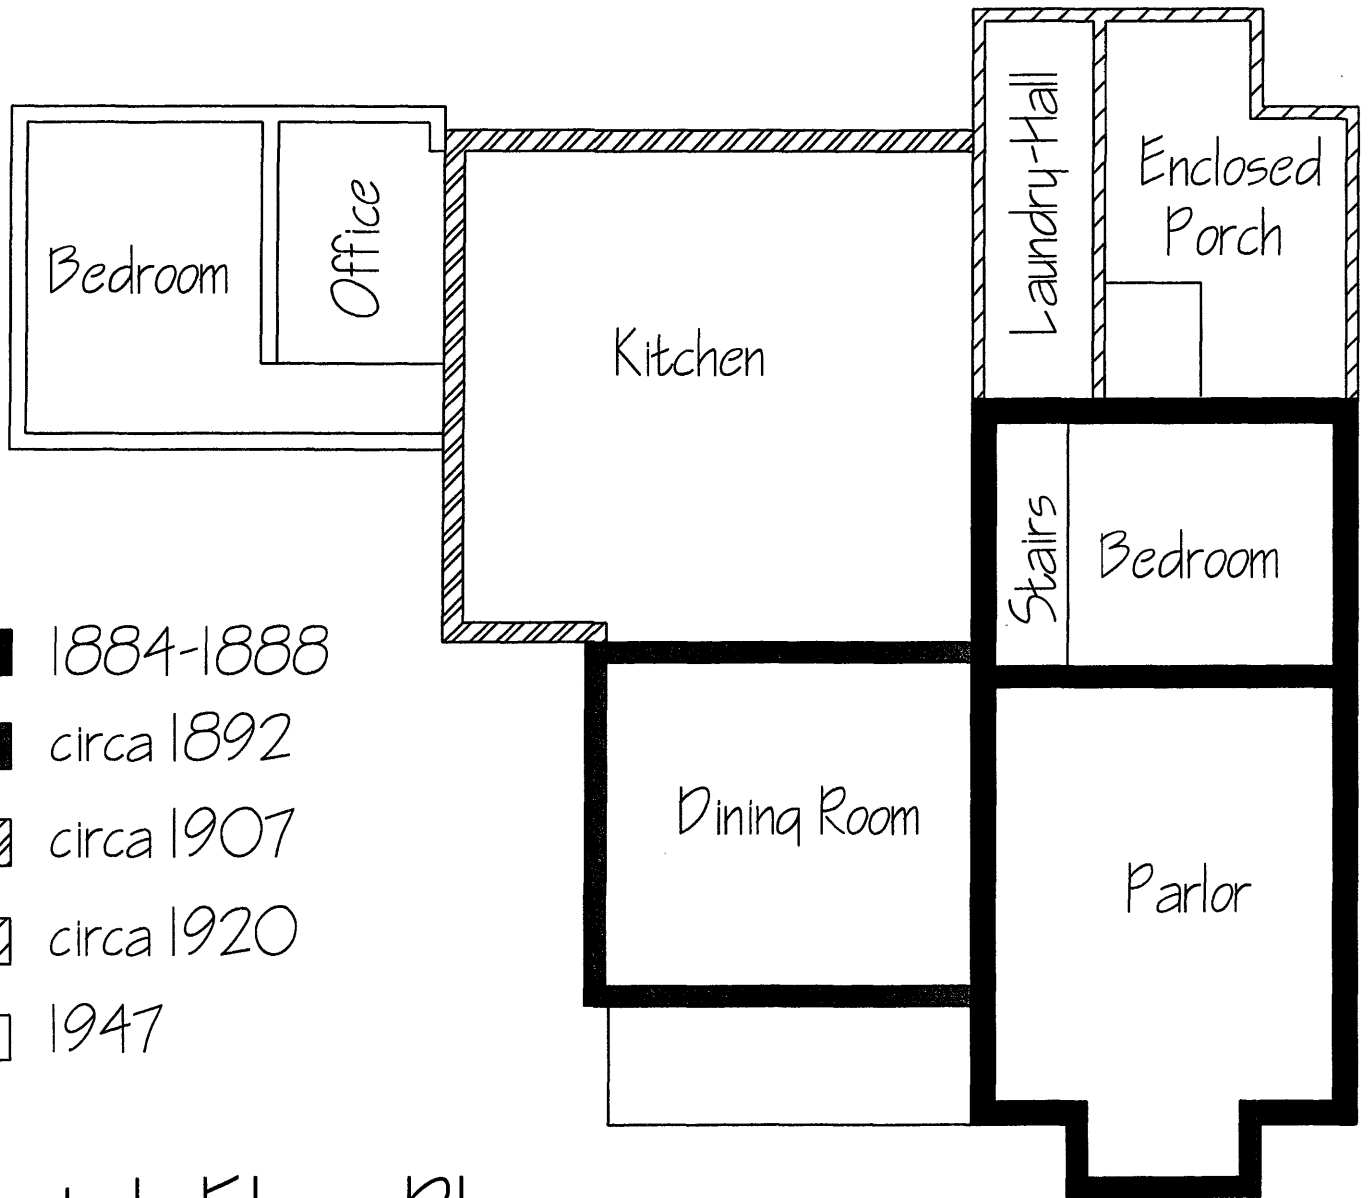 Laundry-Hall
Enclosed
Porch
Bedroom
Office
Kitchen
Stairs
Bedroom
1884-1888
circa 1892
circa 1907
circa 1920
1947
Dining Room
Parlor